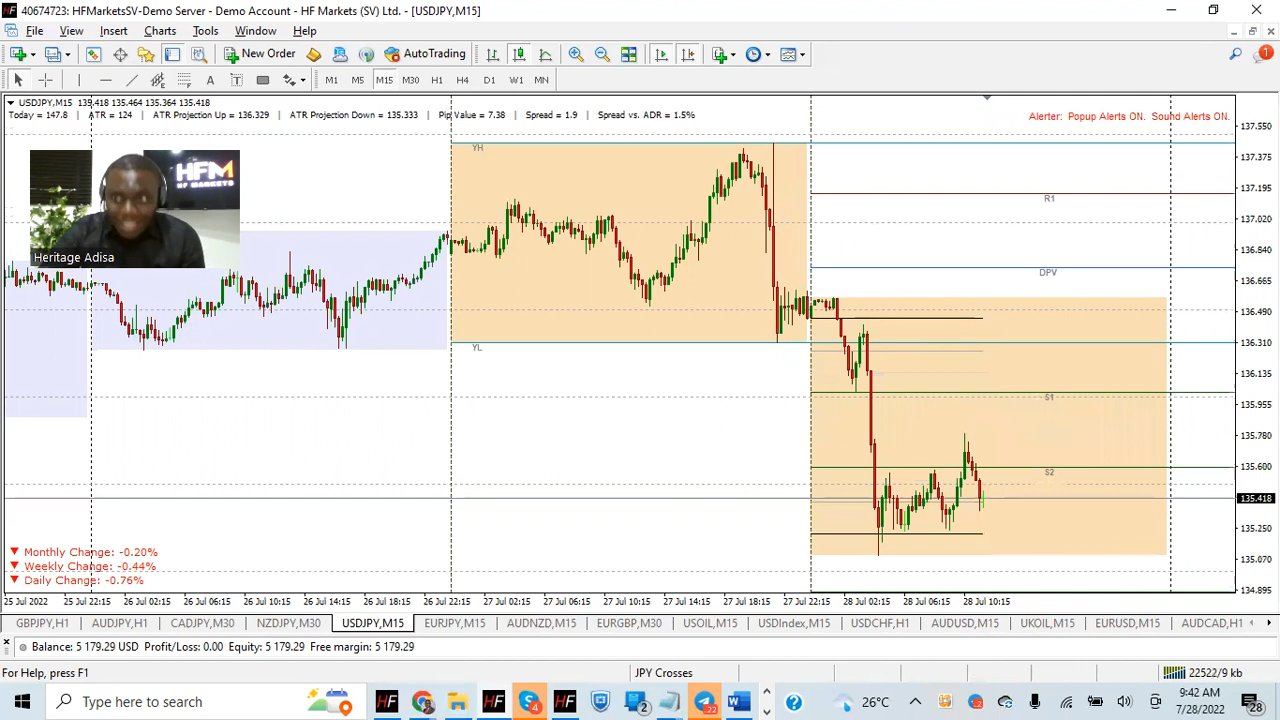 40674723: HFMarketsSV-Demo Server - Demo Account - HF Markets (SV) Ltd. - [USDJPY,M15]
File View Insert Charts Tools Window Help
New Order AutoTrading
M1 M5 M15 M30 H1 H4 D1 W1 MN
USDJPY,M15 135.418 135.464 135.364 135.418
Today = 147.8 | ATR = 124 | ATR Projection Up = 136.329 | ATR Projection Down = 135.333 | Pip Value = 7.38 | Spread = 1.9 | Spread vs. ADR = 1.5%
Alerter: Popup Alerts ON. Sound Alerts ON.
HFM
HF MARKETS
Heritage Adisa
YH
YL
R1
DPV
S1
S2
137.550
137.375
137.195
137.020
136.840
136.665
136.490
136.310
136.135
135.955
135.780
135.600
135.418
135.250
135.070
134.895
Monthly Change: -0.20%
Weekly Change: -0.44%
Daily Change: -0.76%
25 Jul 2022 25 Jul 22:15 26 Jul 02:15 26 Jul 06:15 26 Jul 10:15 26 Jul 14:15 26 Jul 18:15 26 Jul 22:15 27 Jul 02:15 27 Jul 06:15 27 Jul 10:15 27 Jul 14:15 27 Jul 18:15 27 Jul 22:15 28 Jul 02:15 28 Jul 06:15 28 Jul 10:15
GBPJPY,H1 AUDJPY,H1 CADJPY,M30 NZDJPY,M30 USDJPY,M15 EURJPY,M15 AUDNZD,M15 EURGBP,M30 USOIL,M15 USDIndex,M15 USDCHF,H1 AUDUSD,M15 UKOIL,M15 EURUSD,M15 AUDCAD,H1
Balance: 5 179.29 USD Profit/Loss: 0.00 Equity: 5 179.29 Free margin: 5 179.29
For Help, press F1 JPY Crosses 22522/9 kb
Type here to search 26°C 9:42 AM
7/28/2022